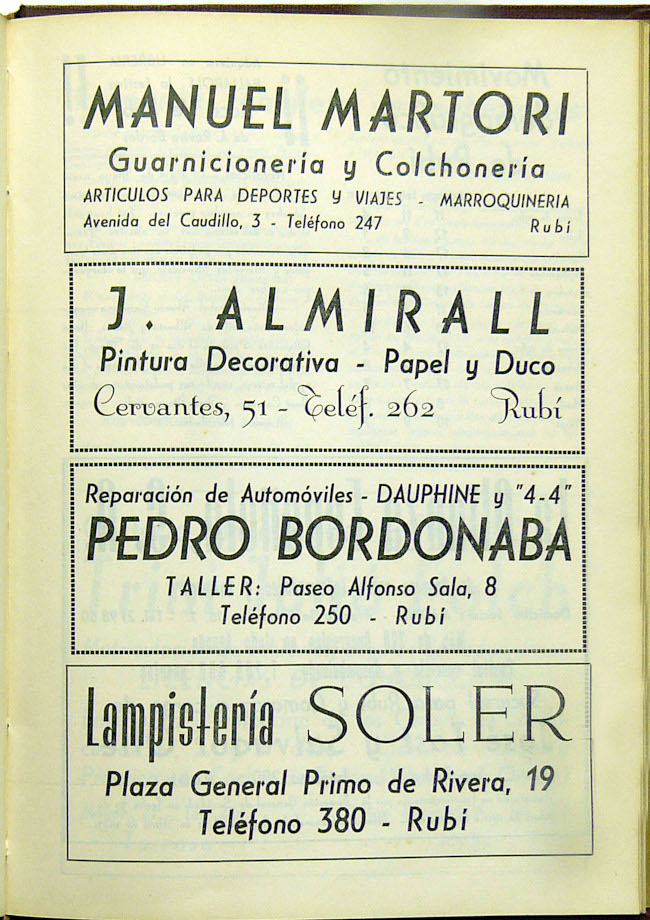 MANUEL MARTORI
Guarnicionería y Colchonería
ARTICULOS PARA DEPORTES y VIAJES - MARROQUINERIA
Avenida del Caudillo, 3 - Teléfono 247 Rubí
J. ALMIRALL
Pintura Decorativa - Papel y Duco
Cervantes, 51 - Teléf. 262 Rubí
Reparación de Automóviles - DAUPHINE y "4-4"
PEDRO BORDONABA
TALLER: Paseo Alfonso Sala, 8
Teléfono 250 - Rubí
Lampistería SOLER
Plaza General Primo de Rivera, 19
Teléfono 380 - Rubí